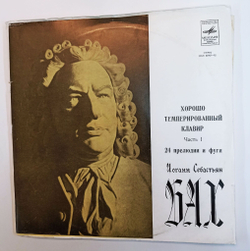 ХОРОШО
ТЕМПЕРИРОВАННЫЙ
КЛАВИР
Часть I
24 прелюдии и фуги
Иоганн Себастьян
БАХ